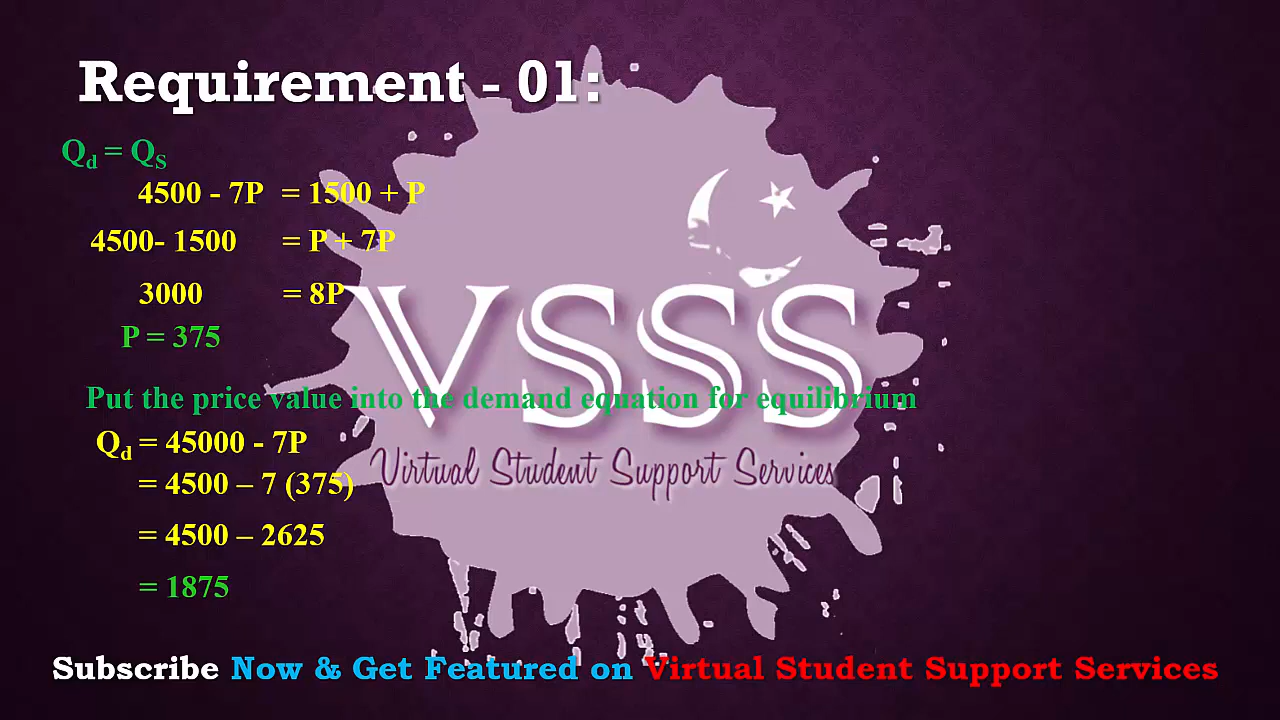 Requirement - 01:
Qd = QS
4500 - 7P = 1500 + P
4500- 1500 = P + 7P
3000 = 8P
P = 375
Put the price value into the demand equation for equilibrium
Qd = 45000 - 7P
= 4500 – 7 (375)
= 4500 – 2625
= 1875
VSSS
Virtual Student Support Services
Subscribe Now & Get Featured on Virtual Student Support Services